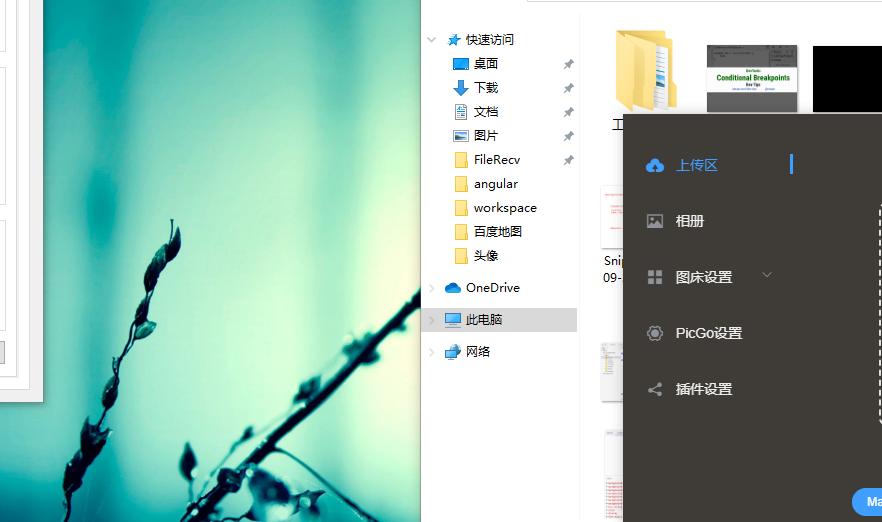 快速访问
桌面
下载
文档
图片
FileRecv
angular
workspace
百度地图
头像
OneDrive
此电脑
网络
Conditional Breakpoints
Dev Tips
工
Snip
09-
上传区
相册
图床设置
PicGo设置
插件设置
Ma